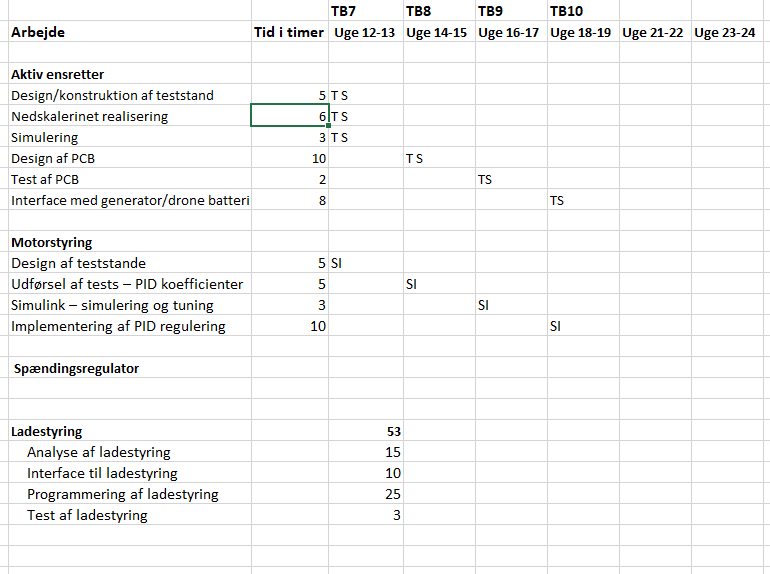 TB7 TB8 TB9 TB10
Arbejde Tid i timer Uge 12-13 Uge 14-15 Uge 16-17 Uge 18-19 Uge 21-22 Uge 23-24
Aktiv ensretter
Design/konstruktion af teststand 5 T S
Nedskalerinet realisering 6 T S
Simulering 3 T S
Design af PCB 10 T S
Test af PCB 2 TS
Interface med generator/drone batteri 8 TS
Motorstyring
Design af teststande 5 SI
Udførsel af tests – PID koefficienter 5 SI
Simulink – simulering og tuning 3 SI
Implementering af PID regulering 10 SI
Spændingsregulator
Ladestyring 53
Analyse af ladestyring 15
Interface til ladestyring 10
Programmering af ladestyring 25
Test af ladestyring 3